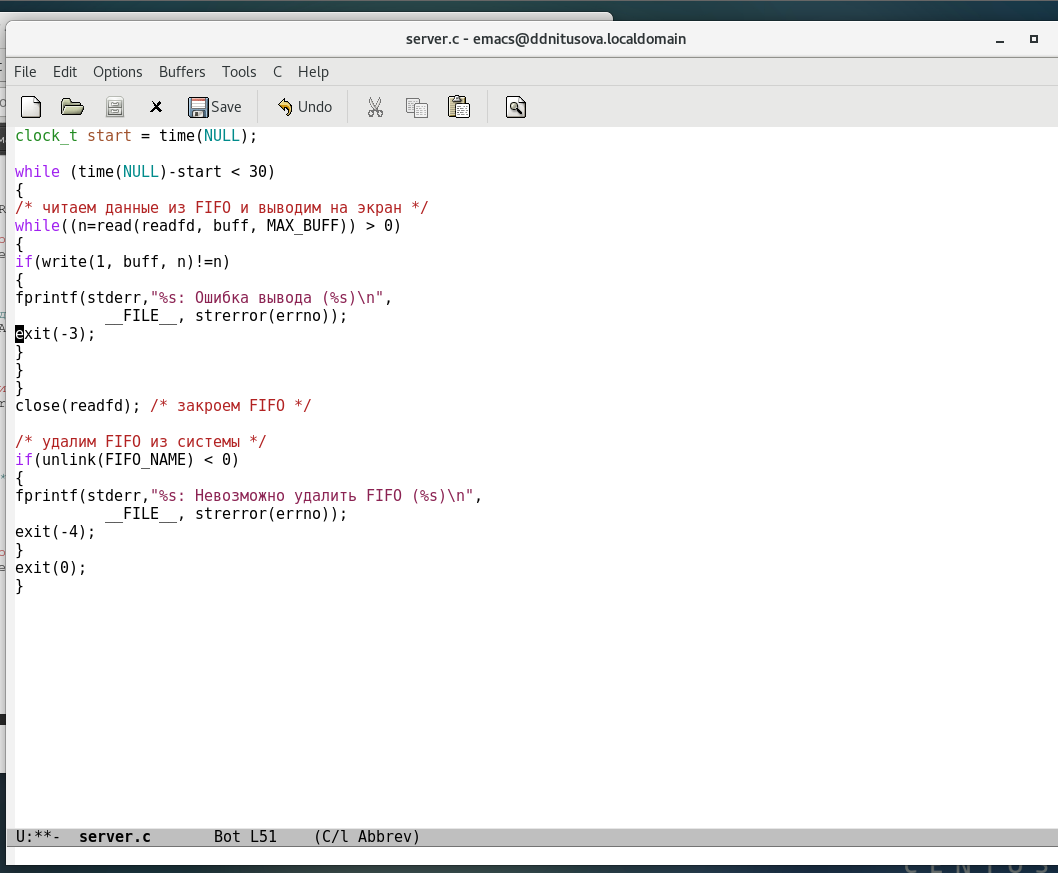 server.c - emacs@ddnitusova.localdomain
File Edit Options Buffers Tools C Help
Save Undo
clock_t start = time(NULL);
while (time(NULL)-start < 30)
{
/* читаем данные из FIFO и выводим на экран */
while((n=read(readfd, buff, MAX_BUFF)) > 0)
{
if(write(1, buff, n)!=n)
{
fprintf(stderr,"%s: Ошибка вывода (%s)\n",
__FILE__, strerror(errno));
exit(-3);
}
}
}
close(readfd); /* закроем FIFO */
/* удалим FIFO из системы */
if(unlink(FIFO_NAME) < 0)
{
fprintf(stderr,"%s: Невозможно удалить FIFO (%s)\n",
__FILE__, strerror(errno));
exit(-4);
}
exit(0);
}
U:**- server.c Bot L51 (C/l Abbrev)